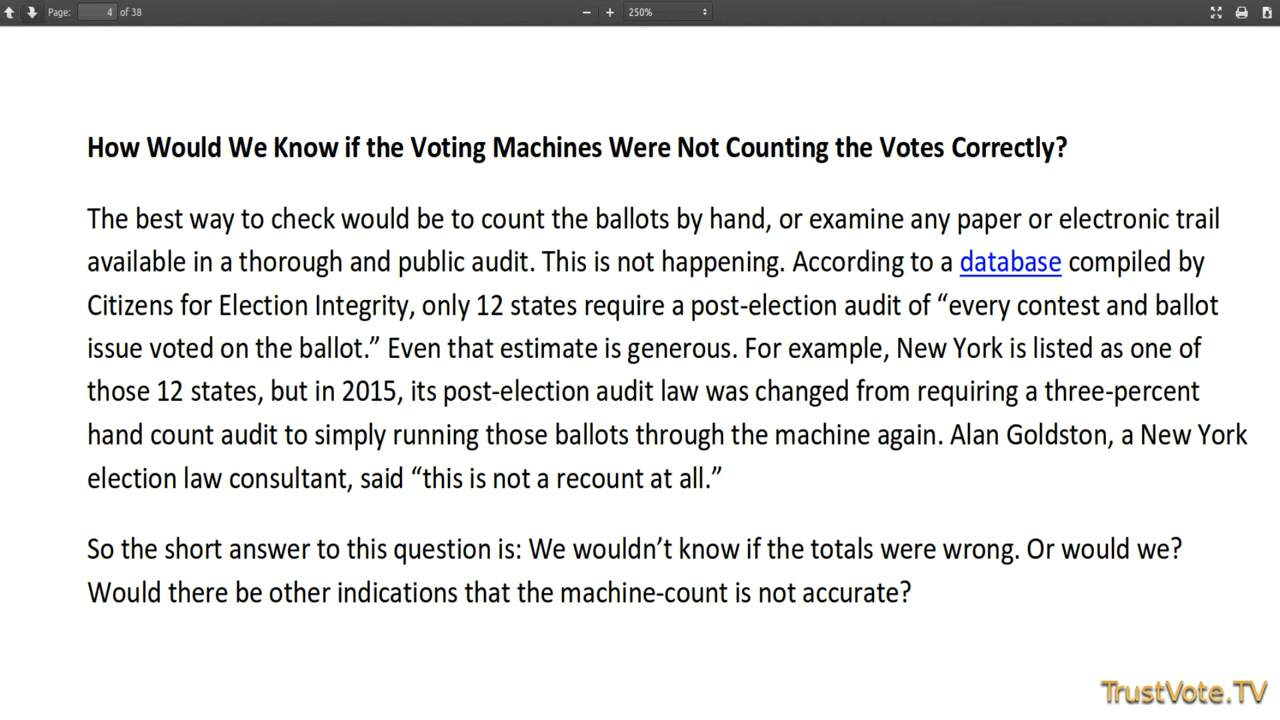 Page: 4 of 38 − + 250%
How Would We Know if the Voting Machines Were Not Counting the Votes Correctly?
The best way to check would be to count the ballots by hand, or examine any paper or electronic trail
available in a thorough and public audit. This is not happening. According to a database compiled by
Citizens for Election Integrity, only 12 states require a post-election audit of “every contest and ballot
issue voted on the ballot.” Even that estimate is generous. For example, New York is listed as one of
those 12 states, but in 2015, its post-election audit law was changed from requiring a three-percent
hand count audit to simply running those ballots through the machine again. Alan Goldston, a New York
election law consultant, said “this is not a recount at all.”
So the short answer to this question is: We wouldn’t know if the totals were wrong. Or would we?
Would there be other indications that the machine-count is not accurate?
TrustVote.TV